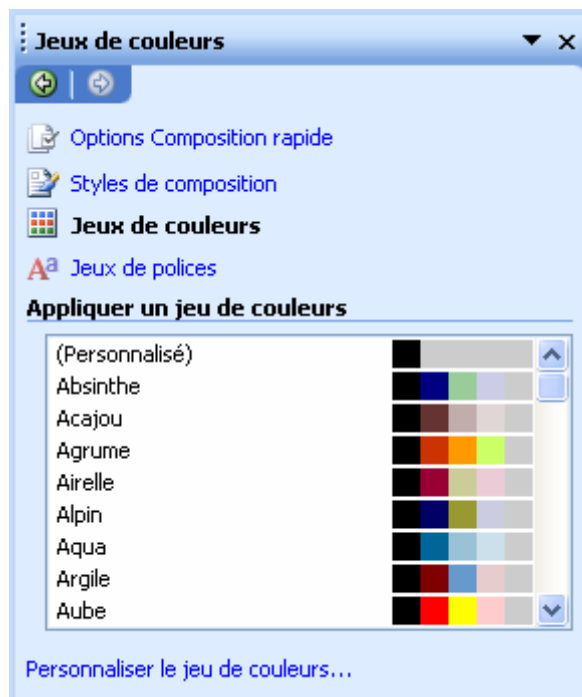 Jeux de couleurs
Options Composition rapide
Styles de composition
Jeux de couleurs
Aa Jeux de polices
Appliquer un jeu de couleurs
(Personnalisé)
Absinthe
Acajou
Agrume
Airelle
Alpin
Aqua
Argile
Aube
Personnaliser le jeu de couleurs...